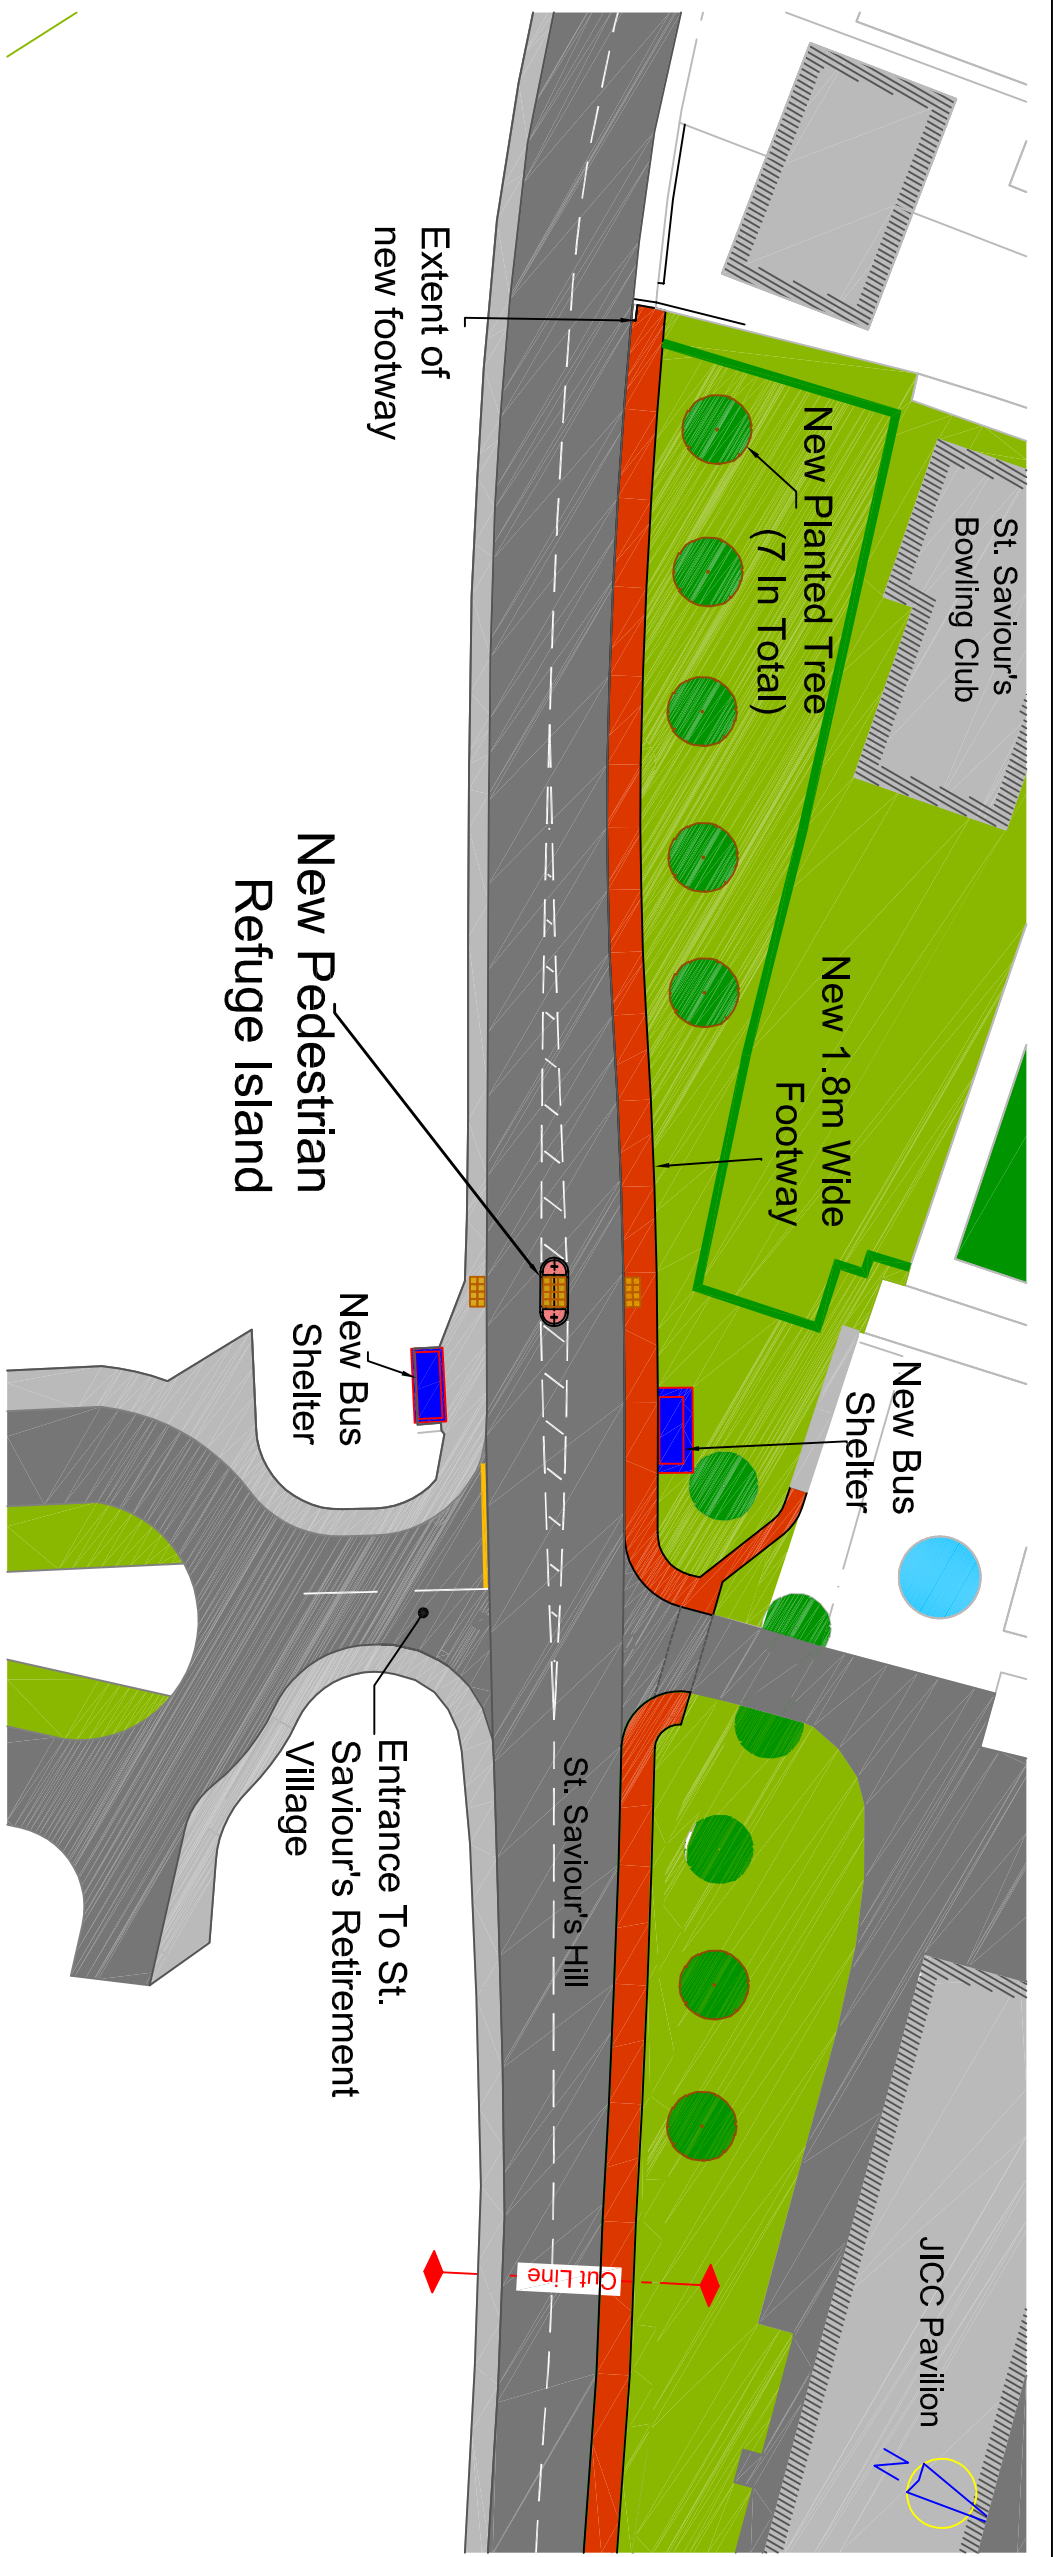 St. Saviour's
Bowling Club
New Planted Tree
(7 In Total)
Extent of
new footway
New 1.8m Wide
Footway
New Pedestrian
Refuge Island
New Bus
Shelter
New Bus
Shelter
St. Saviour's Hill
Entrance To St.
Saviour's Retirement
Village
JICC Pavilion
Cut Line
N